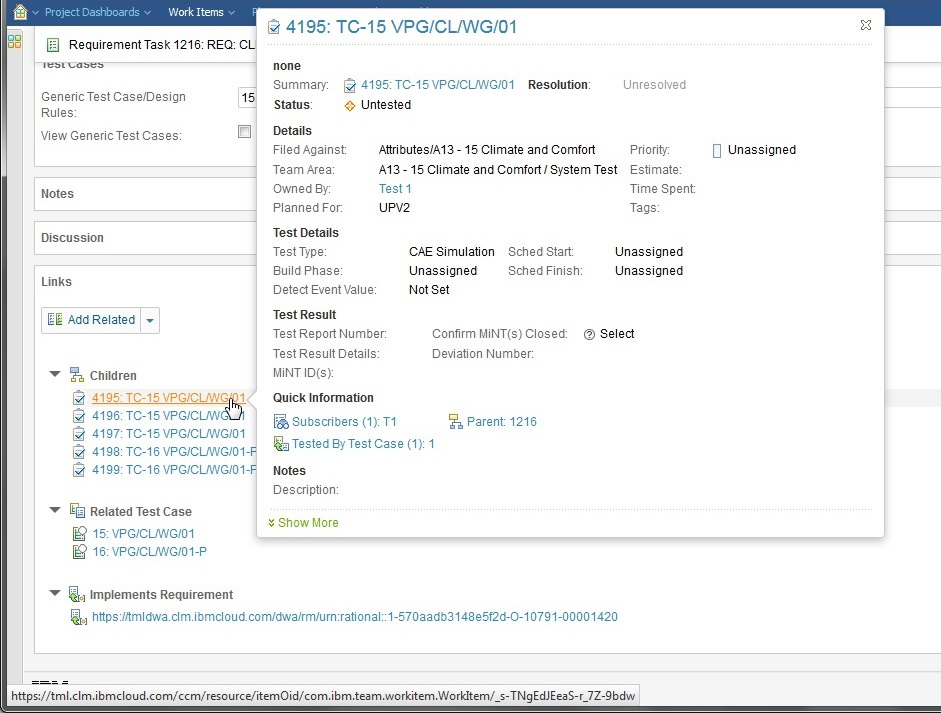 Project Dashboards
Work Items
Requirement Task 1216: REQ: CL
Test Cases
Generic Test Case/Design
Rules:
15
View Generic Test Cases:
Notes
Discussion
Links
Add Related
Children
4195: TC-15 VPG/CL/WG/01
4196: TC-15 VPG/CL/WG/
4197: TC-15 VPG/CL/WG/01
4198: TC-16 VPG/CL/WG/01-P
4199: TC-16 VPG/CL/WG/01-P
Related Test Case
15: VPG/CL/WG/01
16: VPG/CL/WG/01-P
Implements Requirement
https://tmldwa.clm.ibmcloud.com/dwa/rm/urn:rational::1-570aadb3148e5f2d-O-10791-00001420
4195: TC-15 VPG/CL/WG/01
none
Summary: 4195: TC-15 VPG/CL/WG/01 Resolution: Unresolved
Status: Untested
Details
Filed Against: Attributes/A13 - 15 Climate and Comfort Priority: Unassigned
Team Area: A13 - 15 Climate and Comfort / System Test Estimate:
Owned By: Test 1 Time Spent:
Planned For: UPV2 Tags:
Test Details
Test Type: CAE Simulation Sched Start: Unassigned
Build Phase: Unassigned Sched Finish: Unassigned
Detect Event Value: Not Set
Test Result
Test Report Number: Confirm MiNT(s) Closed: Select
Test Result Details: Deviation Number:
MiNT ID(s):
Quick Information
Subscribers (1): T1 Parent: 1216
Tested By Test Case (1): 1
Notes
Description:
Show More
https://tml.clm.ibmcloud.com/ccm/resource/itemOid/com.ibm.team.workitem.WorkItem/_s-TNgEdJEeaS-r_7Z-9bdw